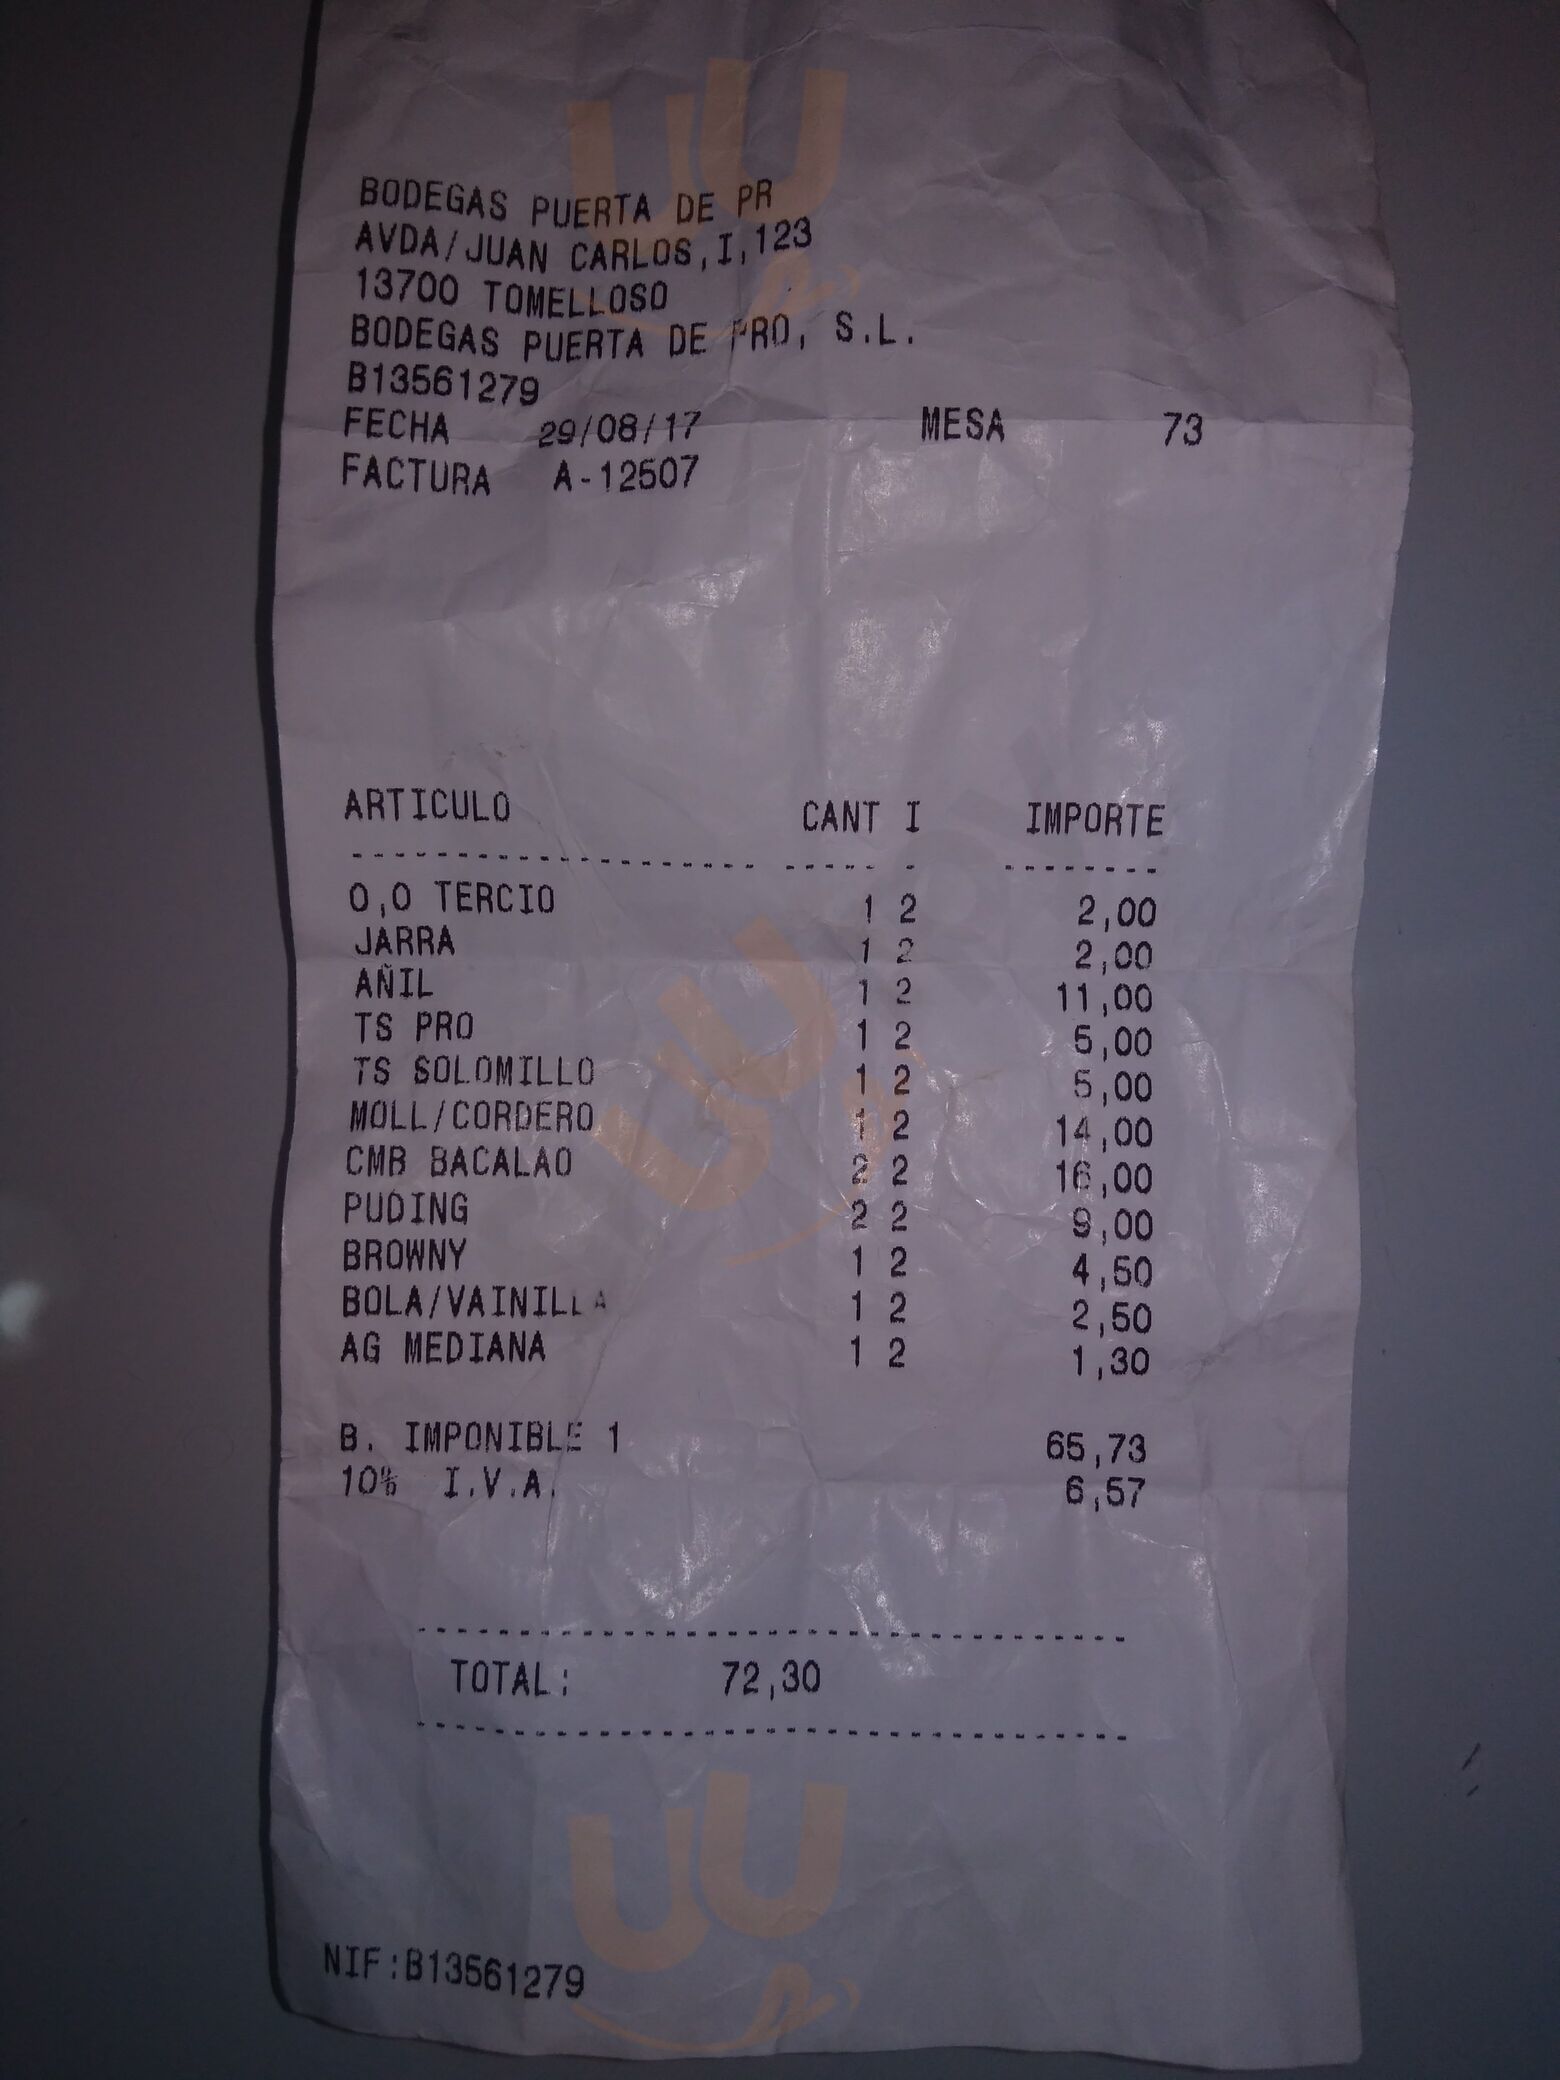 BODEGAS PUERTA DE PR
AVDA/JUAN CARLOS,I,123
13700 TOMELLOSO
BODEGAS PUERTA DE PRO, S.L.
B13561279
FECHA 29/08/17 MESA 73
FACTURA A-12507
ARTICULO CANT I IMPORTE
0,0 TERCIO 1 2 2,00
JARRA 1 2 2,00
AÑIL 1 2 11,00
TS PRO 1 2 5,00
TS SOLOMILLO 1 2 5,00
MOLL/CORDERO 1 2 14,00
CMB BACALAO 2 2 16,00
PUDING 2 2 9,00
BROWNY 1 2 4,50
BOLA/VAINILLA 1 2 2,50
AG MEDIANA 1 2 1,30
B. IMPONIBLE 1 65,73
10% I.V.A. 6,57
TOTAL: 72,30
NIF:B13561279